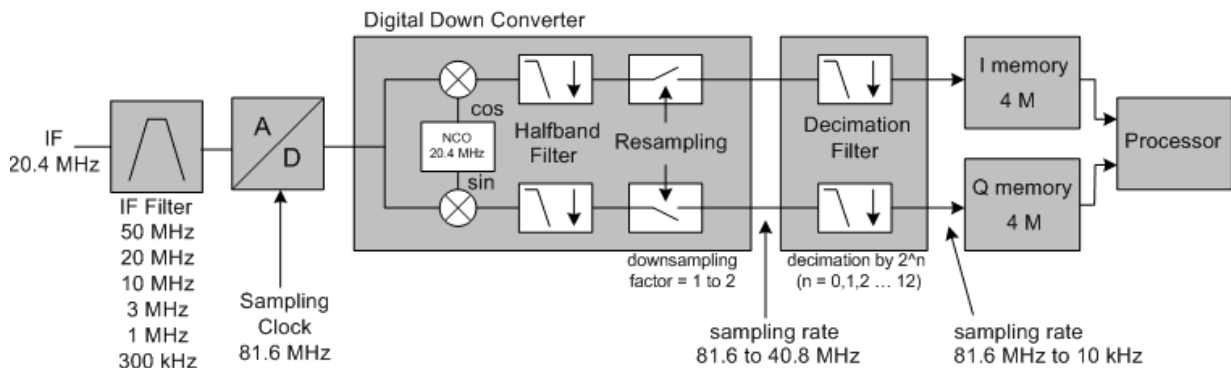 Digital Down Converter
IF
20.4 MHz
A
D
IF Filter
50 MHz
20 MHz
10 MHz
3 MHz
1 MHz
300 kHz
Sampling
Clock
81.6 MHz
cos
NCO
20.4 MHz
sin
Halfband
Filter
Resampling
downsampling
factor = 1 to 2
sampling rate
81.6 to 40.8 MHz
Decimation
Filter
decimation by 2^n
(n = 0,1,2 ... 12)
sampling rate
81.6 MHz to 10 kHz
I memory
4 M
Q memory
4 M
Processor